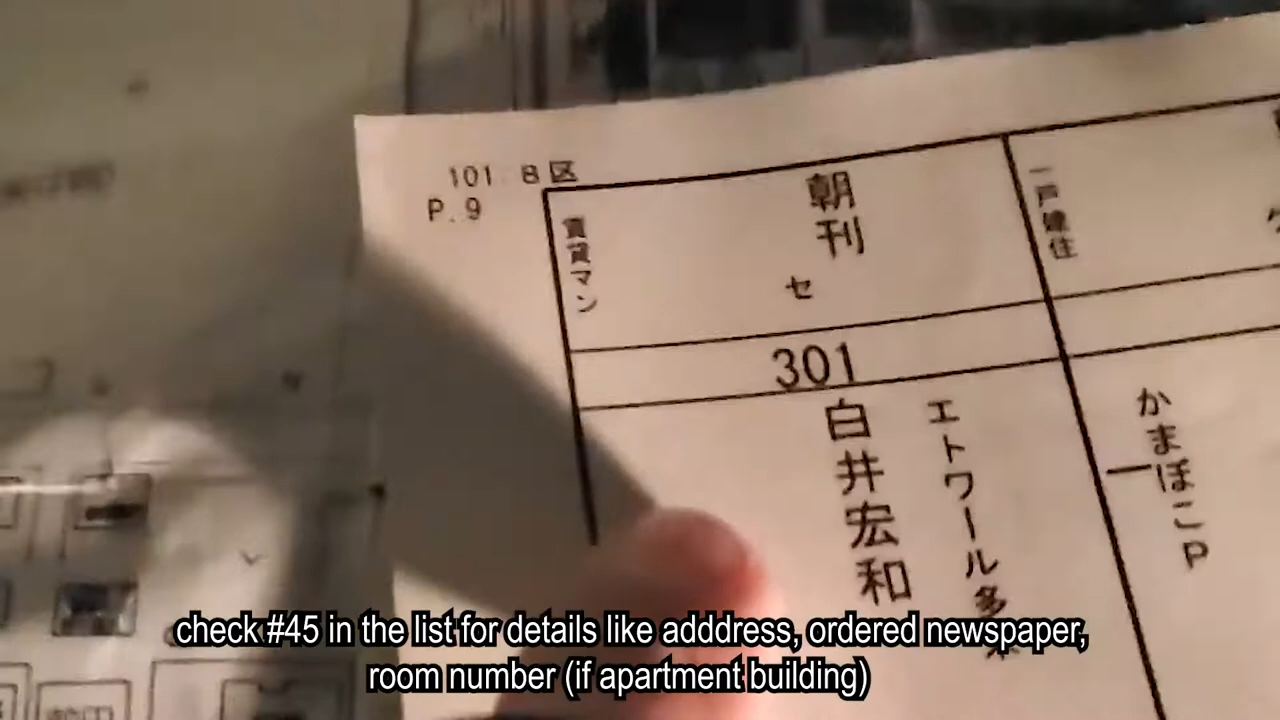 101 8区
P.9
朝刊
セ
賃貸マン
一戸建住
301
エトワール多
白井宏和
かまぼこP
check #45 in the list for details like adddress, ordered newspaper,
room number (if apartment building)